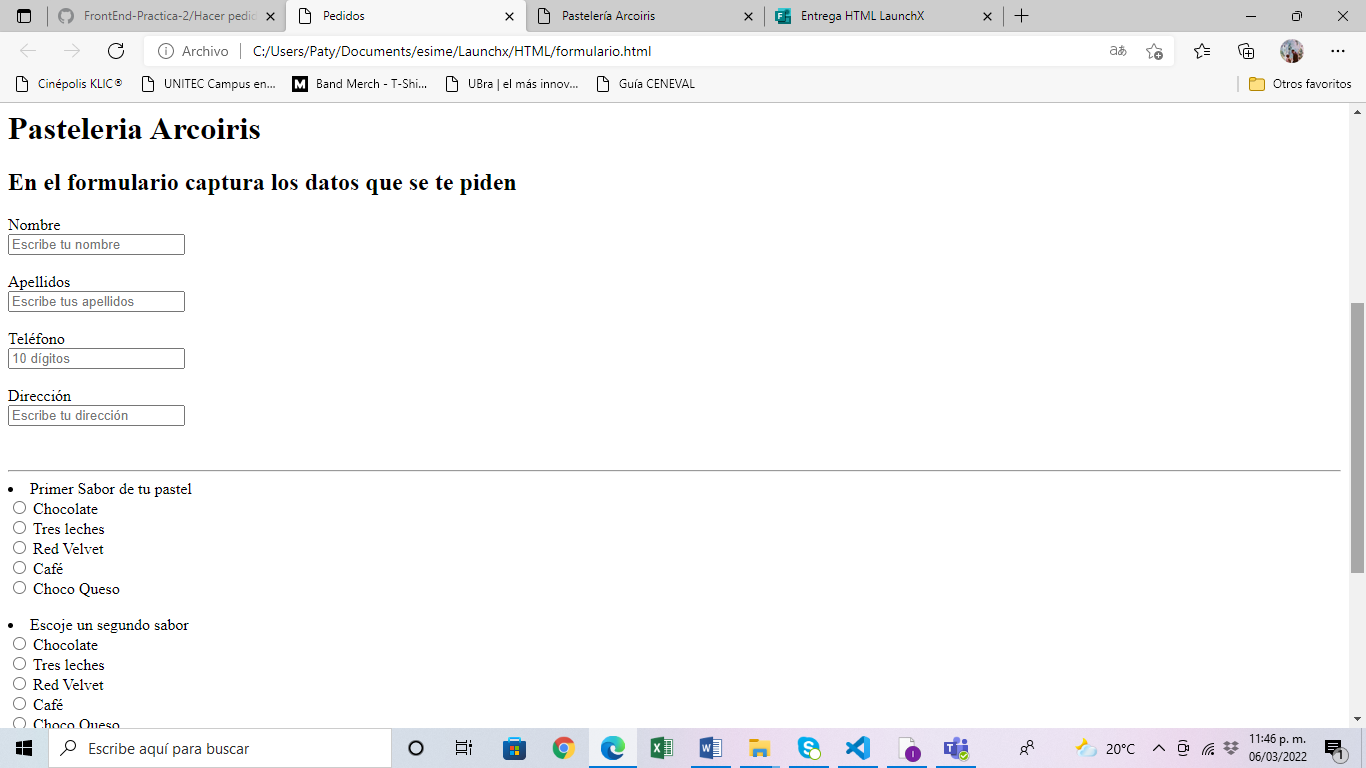 FrontEnd-Practica-2/Hacer pedid
Pedidos
Pastelería Arcoiris
Entrega HTML LaunchX
Archivo
C:/Users/Paty/Documents/esime/Launchx/HTML/formulario.html
Cinépolis KLIC®
UNITEC Campus en...
Band Merch - T-Shi...
UBra | el más innov...
Guía CENEVAL
Otros favoritos
Pasteleria Arcoiris
En el formulario captura los datos que se te piden
Nombre
Escribe tu nombre
Apellidos
Escribe tus apellidos
Teléfono
10 dígitos
Dirección
Escribe tu dirección
Primer Sabor de tu pastel
Chocolate
Tres leches
Red Velvet
Café
Choco Queso
Escoje un segundo sabor
Chocolate
Tres leches
Red Velvet
Café
Choco Queso
Escribe aquí para buscar
20°C
11:46 p. m.
06/03/2022
1